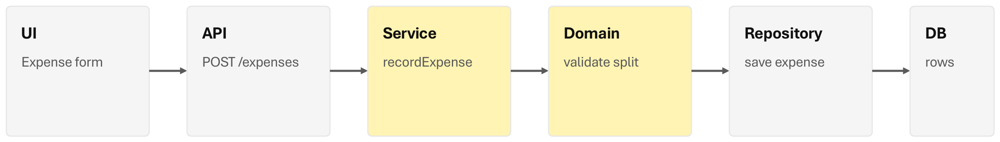 UI
Expense form
API
POST /expenses
Service
recordExpense
Domain
validate split
Repository
save expense
DB
rows